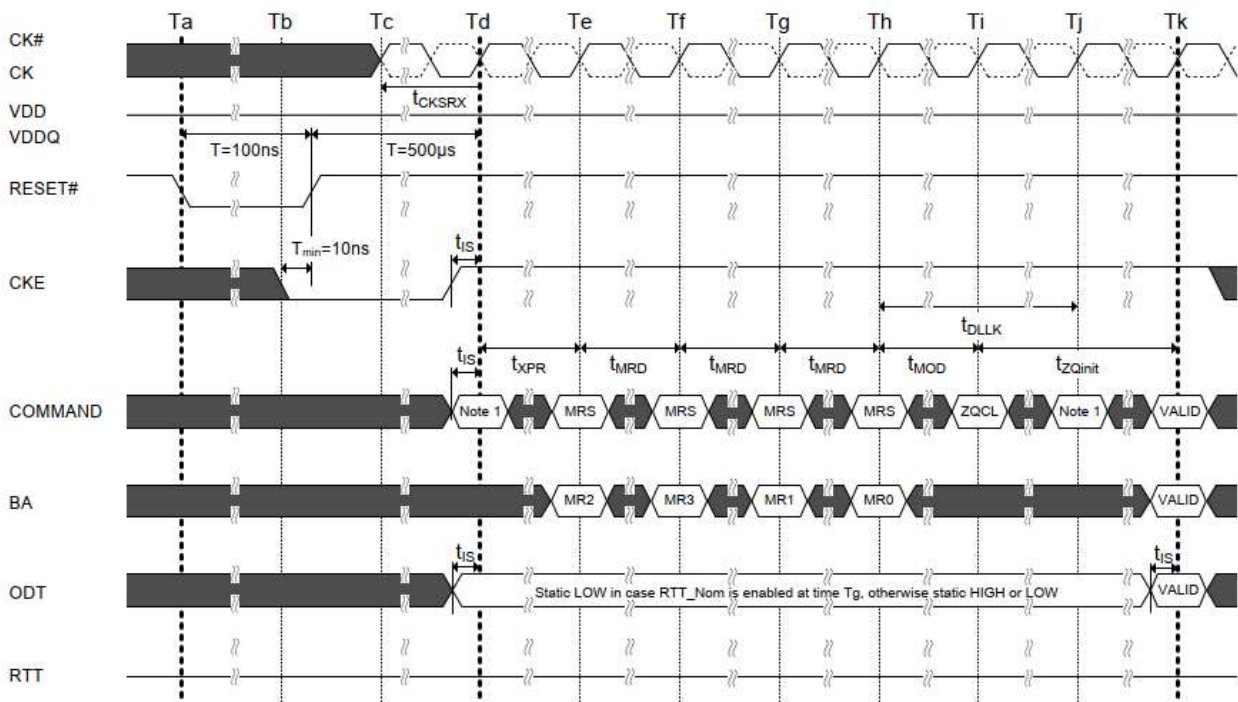 Ta Tb Tc Td Te Tf Tg Th Ti Tj Tk
CK#
CK
tCKSRX
VDD
VDDQ
T=100ns T=500µs
RESET#
Tmin=10ns tIS
CKE
tDLLK
tIS tXPR tMRD tMRD tMRD tMOD tZQinit
COMMAND Note 1 MRS MRS MRS MRS ZQCL Note 1 VALID
BA MR2 MR3 MR1 MR0 VALID
tIS tIS
ODT Static LOW in case RTT_Nom is enabled at time Tg, otherwise static HIGH or LOW VALID
RTT